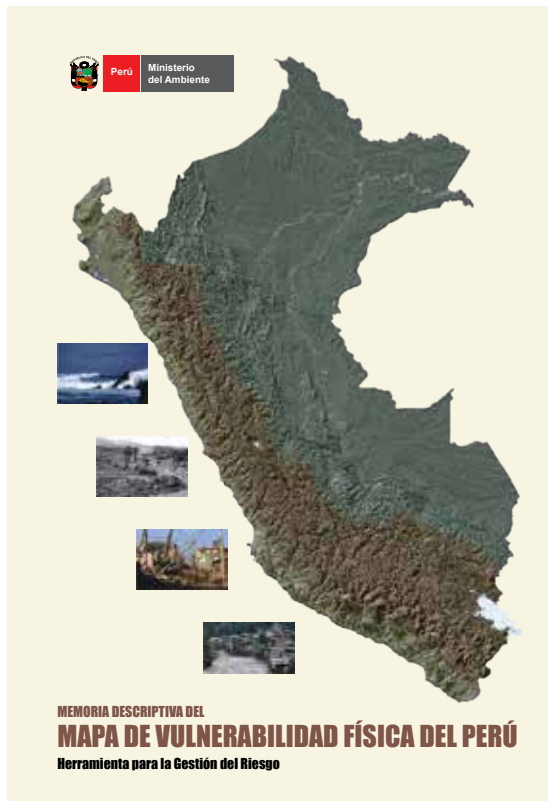 Perú
Ministerio
del Ambiente
MEMORIA DESCRIPTIVA DEL
MAPA DE VULNERABILIDAD FÍSICA DEL PERÚ
Herramienta para la Gestión del Riesgo